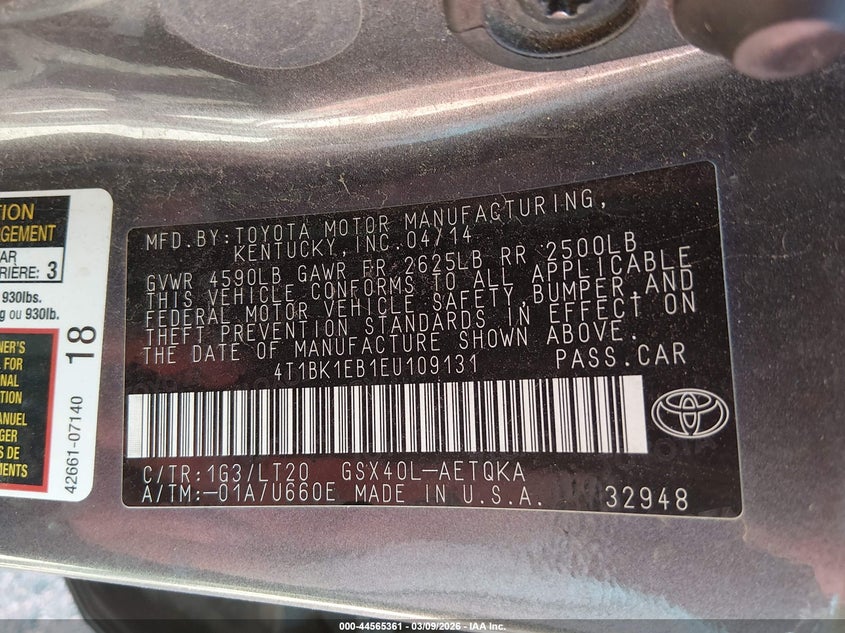 TION
GEMENT
AR
RIÈRE: 3
930lbs.
g ou 930lb.
NER'S
L FOR
ONAL
TION
MANUEL
GER
S DE
NTS
18
42661-07140
MFD.BY:TOYOTA MOTOR MANUFACTURING,
KENTUCKY,INC.04/14
GVWR 4590LB GAWR FR 2625LB RR 2500LB
THIS VEHICLE CONFORMS TO ALL APPLICABLE
FEDERAL MOTOR VEHICLE SAFETY,BUMPER,AND
THEFT PREVENTION STANDARDS IN EFFECT ON
THE DATE OF MANUFACTURE SHOWN ABOVE.
4T1BK1EB1EU109131 PASS.CAR
C/TR:1G3/LT20 GSX40L-AETQKA
A/TM:-01A/U660E MADE IN U.S.A. 32948
000-44565361 - 03/09/2026 - IAA Inc.